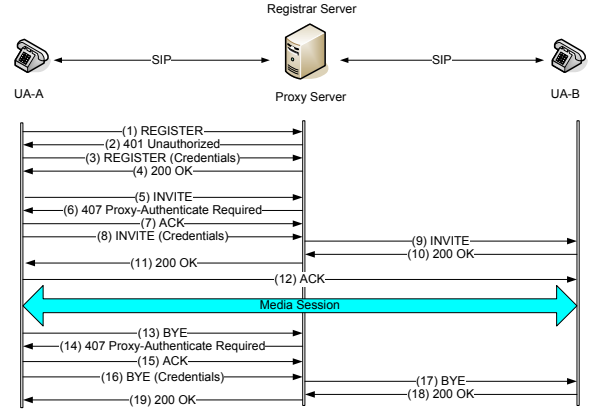 Registrar Server
SIP
SIP
UA-A
Proxy Server
UA-B
(1) REGISTER
(2) 401 Unauthorized
(3) REGISTER (Credentials)
(4) 200 OK
(5) INVITE
(6) 407 Proxy-Authenticate Required
(7) ACK
(8) INVITE (Credentials)
(9) INVITE
(10) 200 OK
(11) 200 OK
(12) ACK
Media Session
(13) BYE
(14) 407 Proxy-Authenticate Required
(15) ACK
(16) BYE (Credentials)
(17) BYE
(18) 200 OK
(19) 200 OK